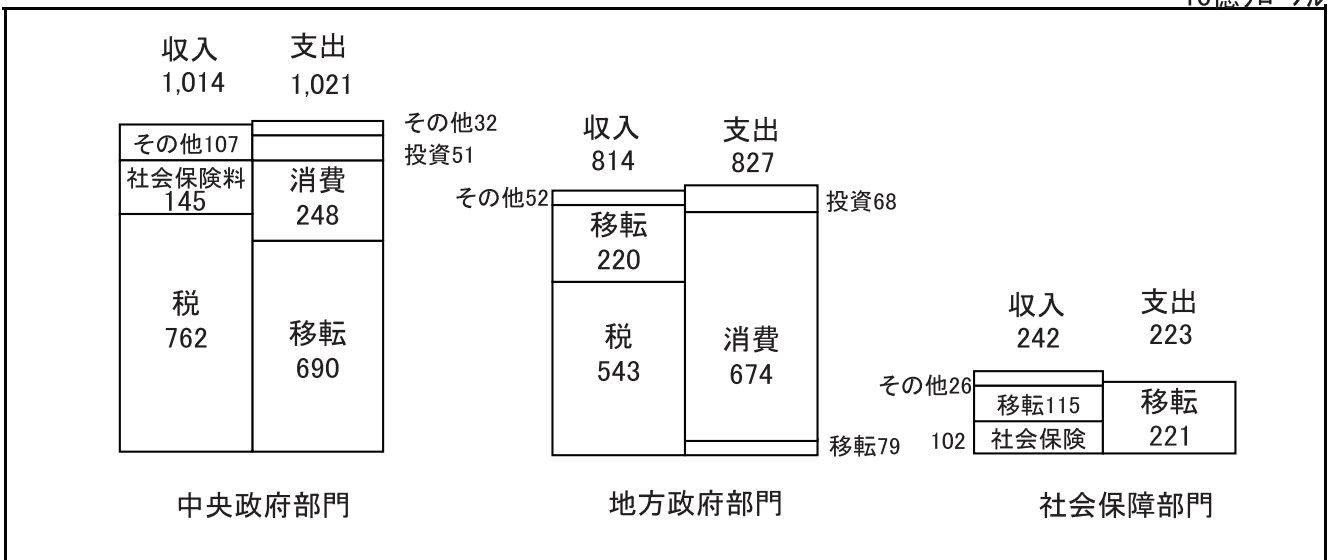 収入
1,014
支出
1,021
その他107
社会保険料
145
税
762
消費
248
移転
690
その他32
投資51
中央政府部門
収入
814
支出
827
その他52
移転
220
税
543
消費
674
投資68
移転79
地方政府部門
収入
242
支出
223
その他26
移転115
102 社会保険
移転
221
社会保障部門